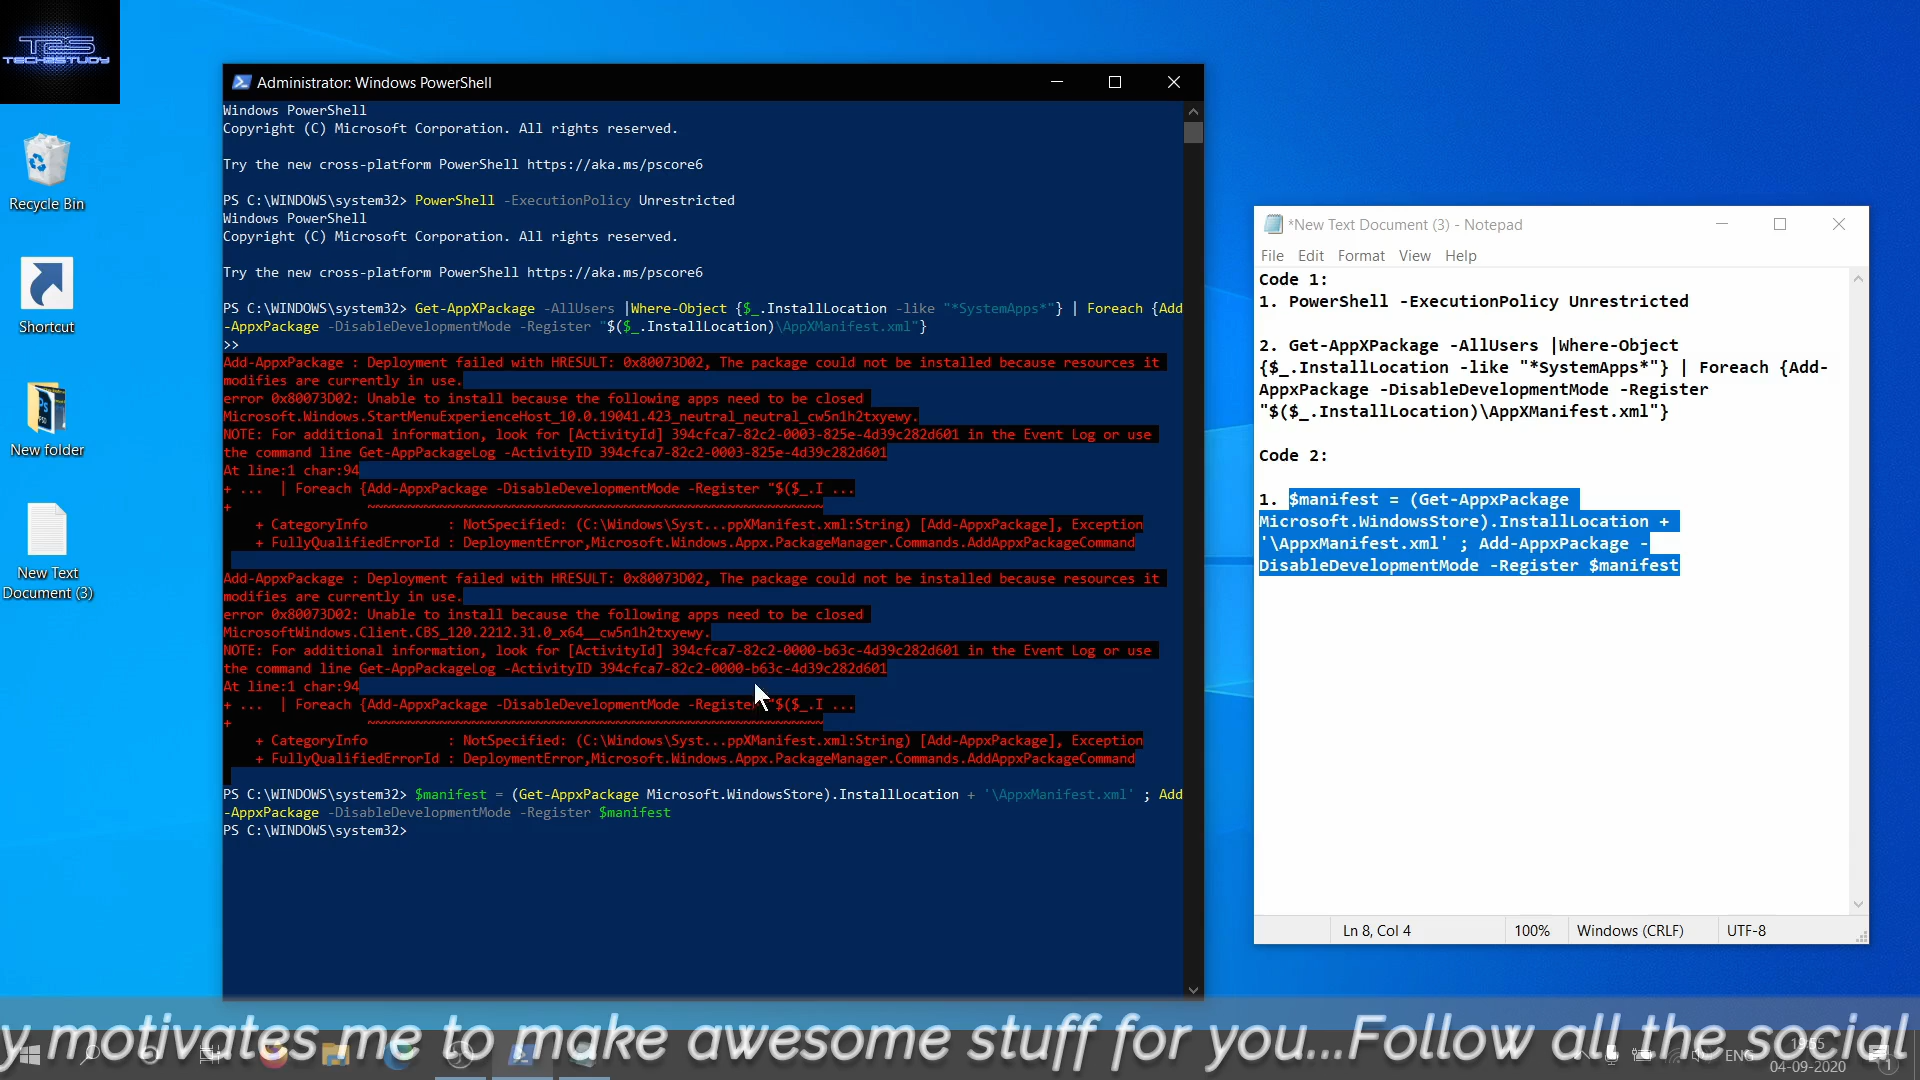 TES
TECHESTUDY
Recycle Bin
Shortcut
New folder
New Text
Document (3)
Administrator: Windows PowerShell
Windows PowerShell
Copyright (C) Microsoft Corporation. All rights reserved.
Try the new cross-platform PowerShell https://aka.ms/pscore6
PS C:\WINDOWS\system32> PowerShell -ExecutionPolicy Unrestricted
Windows PowerShell
Copyright (C) Microsoft Corporation. All rights reserved.
Try the new cross-platform PowerShell https://aka.ms/pscore6
PS C:\WINDOWS\system32> Get-AppXPackage -AllUsers |Where-Object {$_.InstallLocation -like "*SystemApps*"} | Foreach {Add
-AppxPackage -DisableDevelopmentMode -Register "$($_.InstallLocation)\AppXManifest.xml"}
>>
Add-AppxPackage : Deployment failed with HRESULT: 0x80073D02, The package could not be installed because resources it
modifies are currently in use.
error 0x80073D02: Unable to install because the following apps need to be closed
Microsoft.Windows.StartMenuExperienceHost_10.0.19041.423_neutral_neutral_cw5n1h2txyewy.
NOTE: For additional information, look for [ActivityId] 394cfca7-82c2-0003-825e-4d39c282d601 in the Event Log or use
the command line Get-AppPackageLog -ActivityID 394cfca7-82c2-0003-825e-4d39c282d601
At line:1 char:94
+ ...  | Foreach {Add-AppxPackage -DisableDevelopmentMode -Register "$($_.I ...
+                 ~~~~~~~~~~~~~~~~~~~~~~~~~~~~~~~~~~~~~~~~~~~~~~~~~~~~~~~~~
    + CategoryInfo          : NotSpecified: (C:\Windows\Syst...ppXManifest.xml:String) [Add-AppxPackage], Exception
    + FullyQualifiedErrorId : DeploymentError,Microsoft.Windows.Appx.PackageManager.Commands.AddAppxPackageCommand
Add-AppxPackage : Deployment failed with HRESULT: 0x80073D02, The package could not be installed because resources it
modifies are currently in use.
error 0x80073D02: Unable to install because the following apps need to be closed
MicrosoftWindows.Client.CBS_120.2212.31.0_x64__cw5n1h2txyewy.
NOTE: For additional information, look for [ActivityId] 394cfca7-82c2-0000-b63c-4d39c282d601 in the Event Log or use
the command line Get-AppPackageLog -ActivityID 394cfca7-82c2-0000-b63c-4d39c282d601
At line:1 char:94
+ ...  | Foreach {Add-AppxPackage -DisableDevelopmentMode -Register "$($_.I ...
+                 ~~~~~~~~~~~~~~~~~~~~~~~~~~~~~~~~~~~~~~~~~~~~~~~~~~~~~~~~~
    + CategoryInfo          : NotSpecified: (C:\Windows\Syst...ppXManifest.xml:String) [Add-AppxPackage], Exception
    + FullyQualifiedErrorId : DeploymentError,Microsoft.Windows.Appx.PackageManager.Commands.AddAppxPackageCommand
PS C:\WINDOWS\system32> $manifest = (Get-AppxPackage Microsoft.WindowsStore).InstallLocation + '\AppxManifest.xml' ; Add
-AppxPackage -DisableDevelopmentMode -Register $manifest
PS C:\WINDOWS\system32>
*New Text Document (3) - Notepad
File Edit Format View Help
Code 1:
1. PowerShell -ExecutionPolicy Unrestricted
2. Get-AppXPackage -AllUsers |Where-Object
{$_.InstallLocation -like "*SystemApps*"} | Foreach {Add-
AppxPackage -DisableDevelopmentMode -Register
"$($_.InstallLocation)\AppXManifest.xml"}
Code 2:
1. $manifest = (Get-AppxPackage
Microsoft.WindowsStore).InstallLocation +
'\AppxManifest.xml' ; Add-AppxPackage -
DisableDevelopmentMode -Register $manifest
Ln 8, Col 4 100% Windows (CRLF) UTF-8
y motivates me to make awesome stuff for you...Follow all the social
ENG
19:55
04-09-2020
1